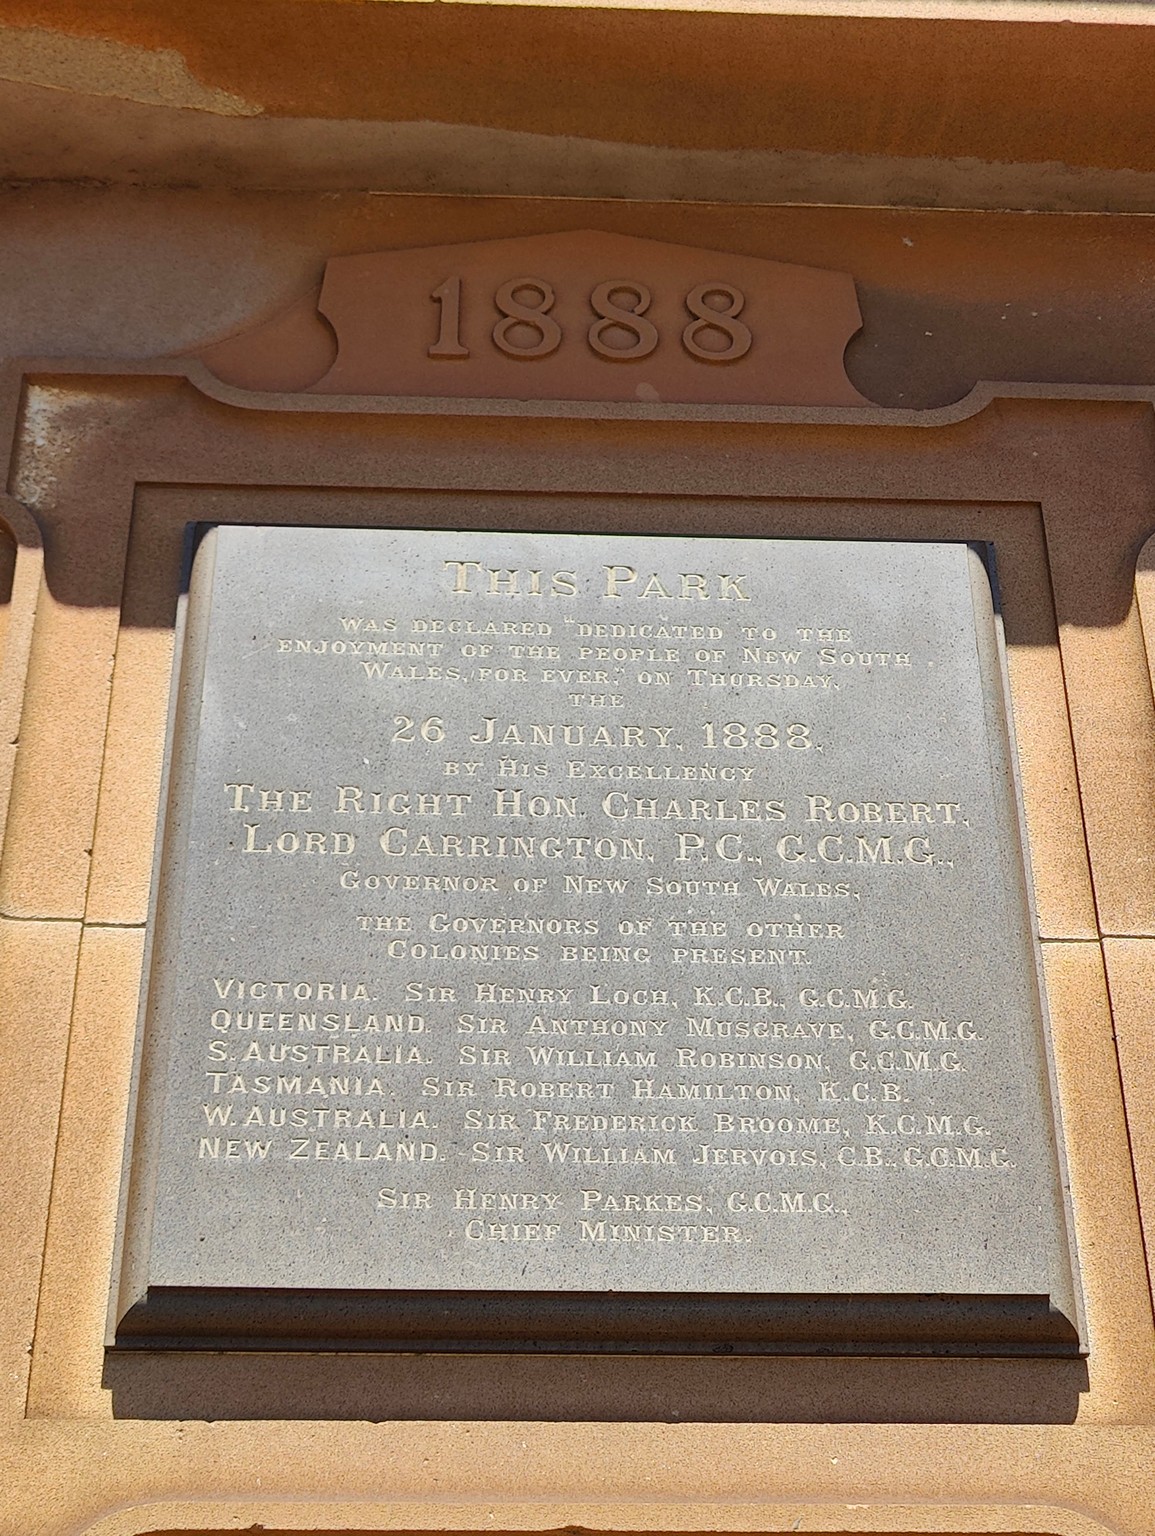 1888
THIS PARK
WAS DECLARED "DEDICATED TO THE
ENJOYMENT OF THE PEOPLE OF NEW SOUTH
WALES, FOR EVER," ON THURSDAY,
THE
26 JANUARY, 1888,
BY HIS EXCELLENCY
THE RIGHT HON. CHARLES ROBERT,
LORD CARRINGTON, P.C., G.C.M.G.,
GOVERNOR OF NEW SOUTH WALES,
THE GOVERNORS OF THE OTHER
COLONIES BEING PRESENT.
VICTORIA. SIR HENRY LOCH, K.C.B., G.C.M.G.
QUEENSLAND. SIR ANTHONY MUSGRAVE, G.C.M.G.
S. AUSTRALIA. SIR WILLIAM ROBINSON, G.C.M.G.
TASMANIA. SIR ROBERT HAMILTON, K.C.B.
W. AUSTRALIA. SIR FREDERICK BROOME, K.C.M.G.
NEW ZEALAND. SIR WILLIAM JERVOIS, C.B., G.C.M.G.
SIR HENRY PARKES, G.C.M.G.,
CHIEF MINISTER.